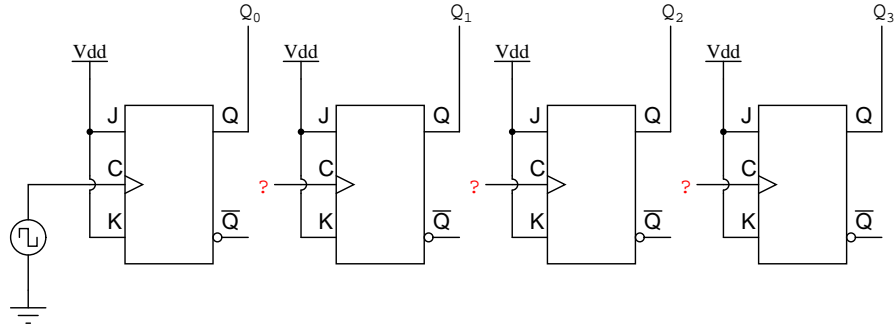 Q0 Q1 Q2 Q3
Vdd Vdd Vdd Vdd
J Q J Q J Q J Q
C ? C ? C ? C
K Q̅ K Q̅ K Q̅ K Q̅